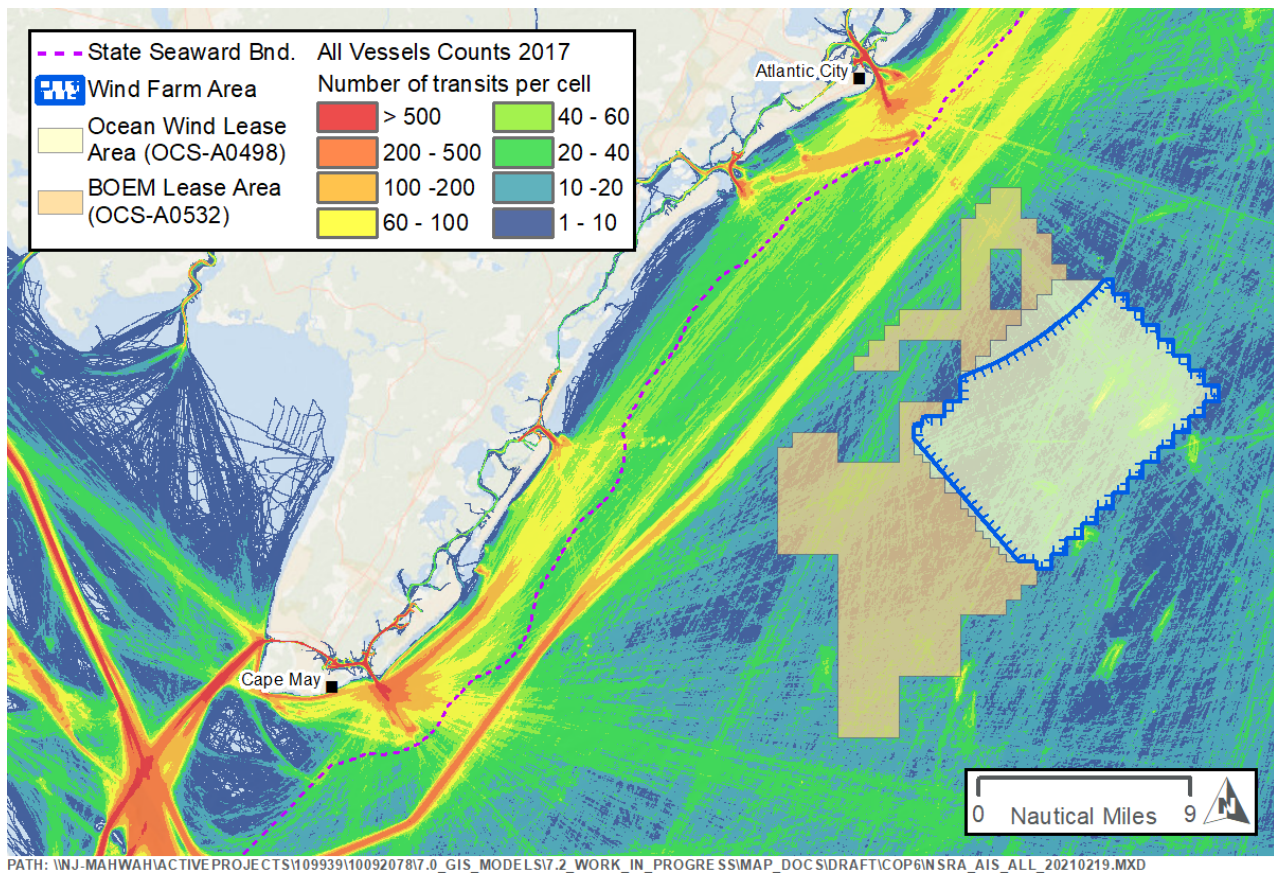 State Seaward Bnd.
Wind Farm Area
Ocean Wind Lease
Area (OCS-A0498)
BOEM Lease Area
(OCS-A0532)
All Vessels Counts 2017
Number of transits per cell
> 500
200 - 500
100 -200
60 - 100
40 - 60
20 - 40
10 -20
1 - 10
Atlantic City
Cape May
0 Nautical Miles 9
N
PATH: \\NJ-MAHWAH\ACTIVEPROJECTS\109939\10092078\7.0_GIS_MODELS\7.2_WORK_IN_PROGRESS\MAP_DOCS\DRAFT\COP6\NSRA_AIS_ALL_20210219.MXD